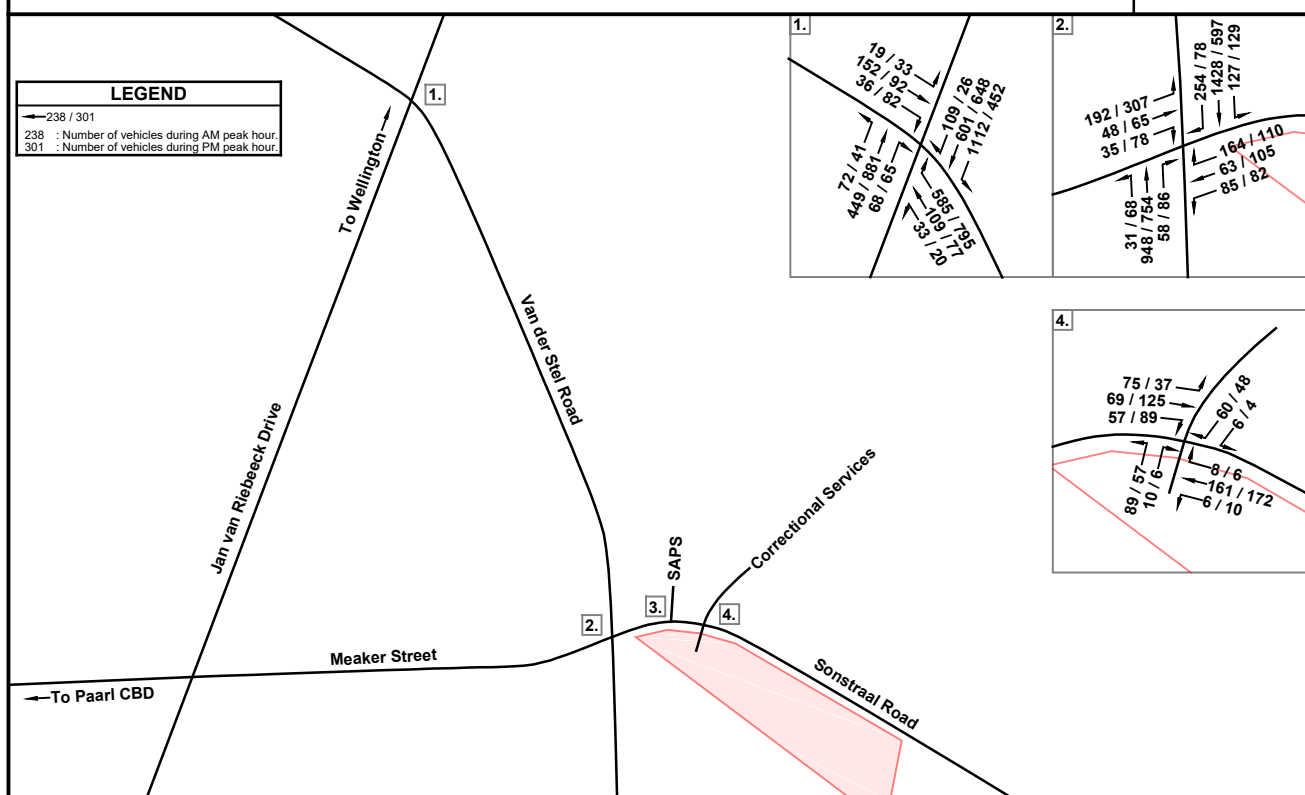 LEGEND
238 / 301
238 : Number of vehicles during AM peak hour.
301 : Number of vehicles during PM peak hour.
1.
To Wellington
Van der Stel Road
Jan van Riebeeck Drive
Correctional Services
SAPS
3.
4.
2.
Meaker Street
To Paarl CBD
Sonstraal Road
1.
19 / 33
152 / 92
36 / 82
109 / 26
601 / 648
1112 / 452
72 / 41
449 / 881
68 / 65
585 / 795
109 / 77
33 / 20
2.
254 / 78
1428 / 597
127 / 129
192 / 307
48 / 65
35 / 78
164 / 110
63 / 105
85 / 82
31 / 68
948 / 754
58 / 86
4.
75 / 37
69 / 125
57 / 89
60 / 48
6 / 4
89 / 57
10 / 6
8 / 6
161 / 172
6 / 10